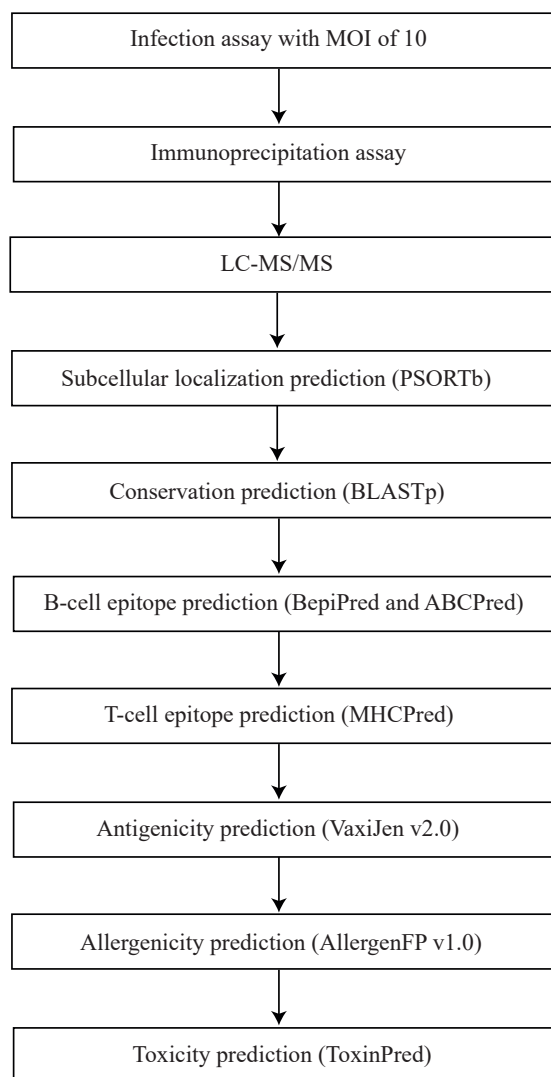 Infection assay with MOI of 10
Immunoprecipitation assay
LC-MS/MS
Subcellular localization prediction (PSORTb)
Conservation prediction (BLASTp)
B-cell epitope prediction (BepiPred and ABCPred)
T-cell epitope prediction (MHCPred)
Antigenicity prediction (VaxiJen v2.0)
Allergenicity prediction (AllergenFP v1.0)
Toxicity prediction (ToxinPred)